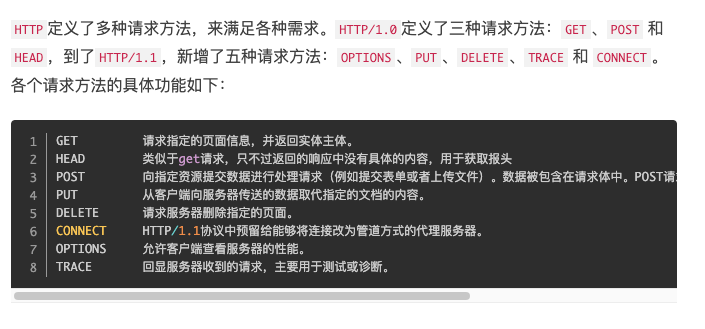 HTTP 定义了多种请求方法，来满足各种需求。HTTP/1.0 定义了三种请求方法：GET 、 POST 和
HEAD ，到了 HTTP/1.1 ，新增了五种请求方法：OPTIONS 、 PUT 、 DELETE 、 TRACE 和 CONNECT 。
各个请求方法的具体功能如下：
1 GET 请求指定的页面信息，并返回实体主体。
2 HEAD 类似于get请求，只不过返回的响应中没有具体的内容，用于获取报头
3 POST 向指定资源提交数据进行处理请求（例如提交表单或者上传文件）。数据被包含在请求体中。POST请
4 PUT 从客户端向服务器传送的数据取代指定的文档的内容。
5 DELETE 请求服务器删除指定的页面。
6 CONNECT HTTP/1.1协议中预留给能够将连接改为管道方式的代理服务器。
7 OPTIONS 允许客户端查看服务器的性能。
8 TRACE 回显服务器收到的请求，主要用于测试或诊断。